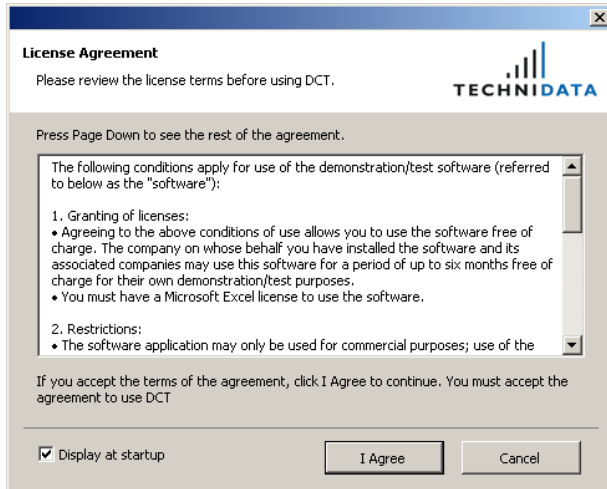 License Agreement
Please review the license terms before using DCT.
TECHNIDATA
Press Page Down to see the rest of the agreement.
The following conditions apply for use of the demonstration/test software (referred
to below as the "software"):
1. Granting of licenses:
• Agreeing to the above conditions of use allows you to use the software free of
charge. The company on whose behalf you have installed the software and its
associated companies may use this software for a period of up to six months free of
charge for their own demonstration/test purposes.
• You must have a Microsoft Excel license to use the software.
2. Restrictions:
• The software application may only be used for commercial purposes; use of the
If you accept the terms of the agreement, click I Agree to continue. You must accept the
agreement to use DCT
Display at startup
I Agree
Cancel